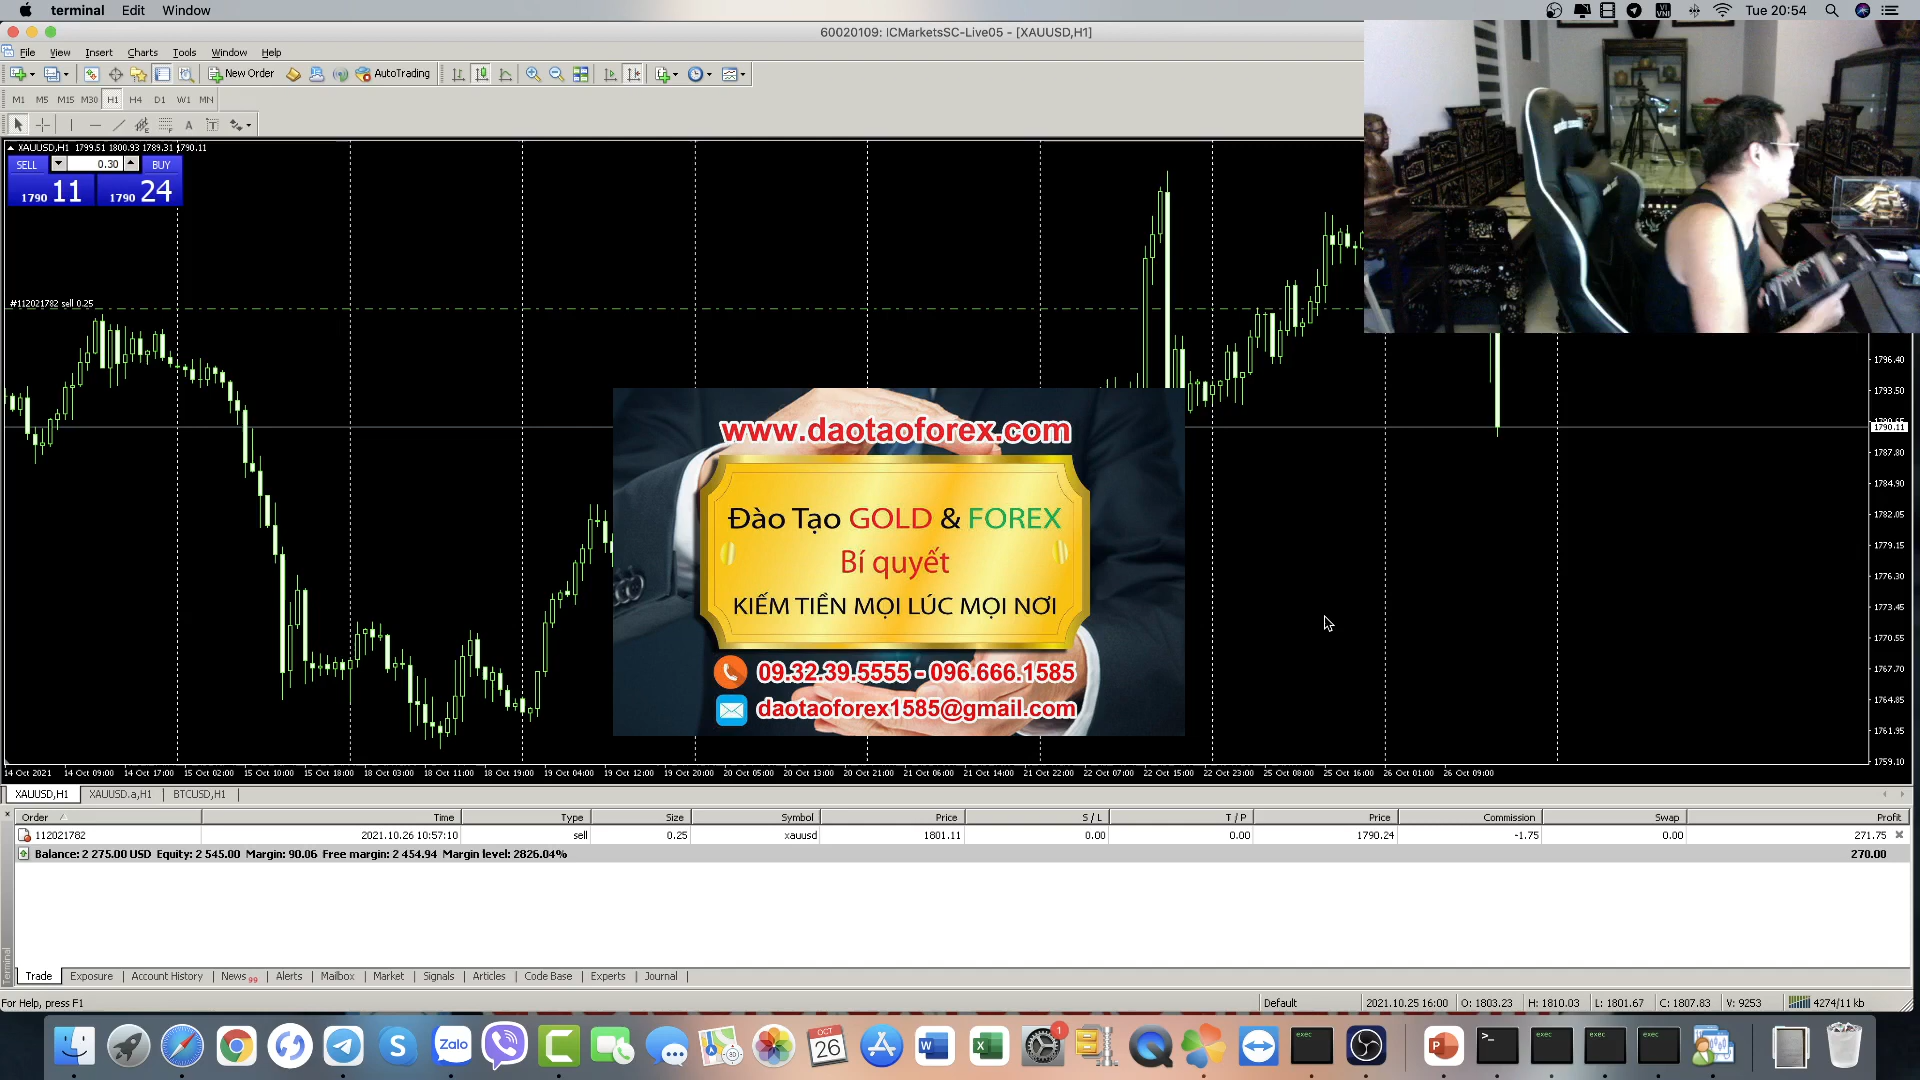 terminal Edit Window
VI
VNI
Tue 20:54
60020109: ICMarketsSC-Live05 - [XAUUSD,H1]
File View Insert Charts Tools Window Help
New Order AutoTrading
M1 M5 M15 M30 H1 H4 D1 W1 MN
A T
XAUUSD,H1 1799.51 1800.93 1789.31 1790.11
SELL 0.30 BUY
1790 11 1790 24
#112021782 sell 0.25
1796.40
1793.50
1790.11
1787.80
1784.90
1782.05
1779.15
1776.30
1773.45
1770.55
1767.70
1764.85
1761.95
1759.10
www.daotaoforex.com
Đào Tạo GOLD & FOREX
Bí quyết
KIẾM TIỀN MỌI LÚC MỌI NƠI
09.32.39.5555 - 096.666.1585
daotaoforex1585@gmail.com
14 Oct 2021 14 Oct 09:00 14 Oct 17:00 15 Oct 02:00 15 Oct 10:00 15 Oct 18:00 18 Oct 03:00 18 Oct 11:00 18 Oct 19:00 19 Oct 04:00 19 Oct 12:00 19 Oct 20:00 20 Oct 05:00 20 Oct 13:00 20 Oct 21:00 21 Oct 06:00 21 Oct 14:00 21 Oct 22:00 22 Oct 07:00 22 Oct 15:00 22 Oct 23:00 25 Oct 08:00 25 Oct 16:00 26 Oct 01:00 26 Oct 09:00
XAUUSD,H1 XAUUSD.a,H1 BTCUSD,H1
Order Time Type Size Symbol Price S / L T / P Price Commission Swap Profit
112021782 2021.10.26 10:57:10 sell 0.25 xauusd 1801.11 0.00 0.00 1790.24 -1.75 0.00 271.75
Balance: 2 275.00 USD Equity: 2 545.00 Margin: 90.06 Free margin: 2 454.94 Margin level: 2826.04% 270.00
Terminal
Trade Exposure Account History News 99 Alerts Mailbox Market Signals Articles Code Base Experts Journal
For Help, press F1 Default 2021.10.25 16:00 O: 1803.23 H: 1810.03 L: 1801.67 C: 1807.83 V: 9253 4274/11 kb
Zalo
OCT
26
1
exec
exec
exec
exec